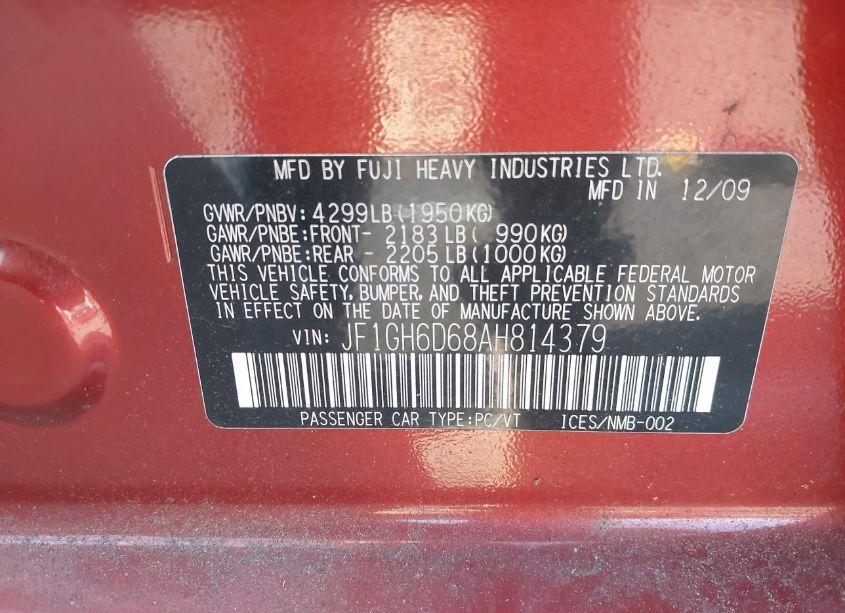 MFD BY FUJI HEAVY INDUSTRIES LTD.
MFD IN 12/09
GVWR/PNBV: 4299LB (1950KG)
GAWR/PNBE:FRONT- 2183 LB ( 990KG)
GAWR/PNBE:REAR - 2205 LB (1000KG)
THIS VEHICLE CONFORMS TO ALL APPLICABLE FEDERAL MOTOR
VEHICLE SAFETY, BUMPER, AND THEFT PREVENTION STANDARDS
IN EFFECT ON THE DATE OF MANUFACTURE SHOWN ABOVE.
VIN: JF1GH6D68AH814379
PASSENGER CAR TYPE:PC/VT ICES/NMB-002